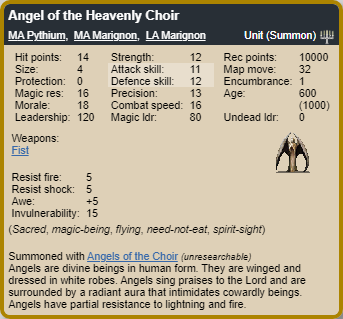 Angel of the Heavenly Choir
MA Pythium, MA Marignon, LA Marignon Unit (Summon)
Hit points: 14 Strength: 12 Rec points: 10000
Size: 4 Attack skill: 11 Map move: 32
Protection: 0 Defence skill: 12 Encumbrance: 1
Magic res: 16 Precision: 13 Age: 600
Morale: 18 Combat speed: 16 (1000)
Leadership: 120 Magic ldr: 80 Undead ldr: 0
Weapons:
Fist
Resist fire: 5
Resist shock: 5
Awe: +5
Invulnerability: 15
(Sacred, magic-being, flying, need-not-eat, spirit-sight)
Summoned with Angels of the Choir (unresearchable)
Angels are divine beings in human form. They are winged and
dressed in white robes. Angels sing praises to the Lord and are
surrounded by a radiant aura that intimidates cowardly beings.
Angels have partial resistance to lightning and fire.